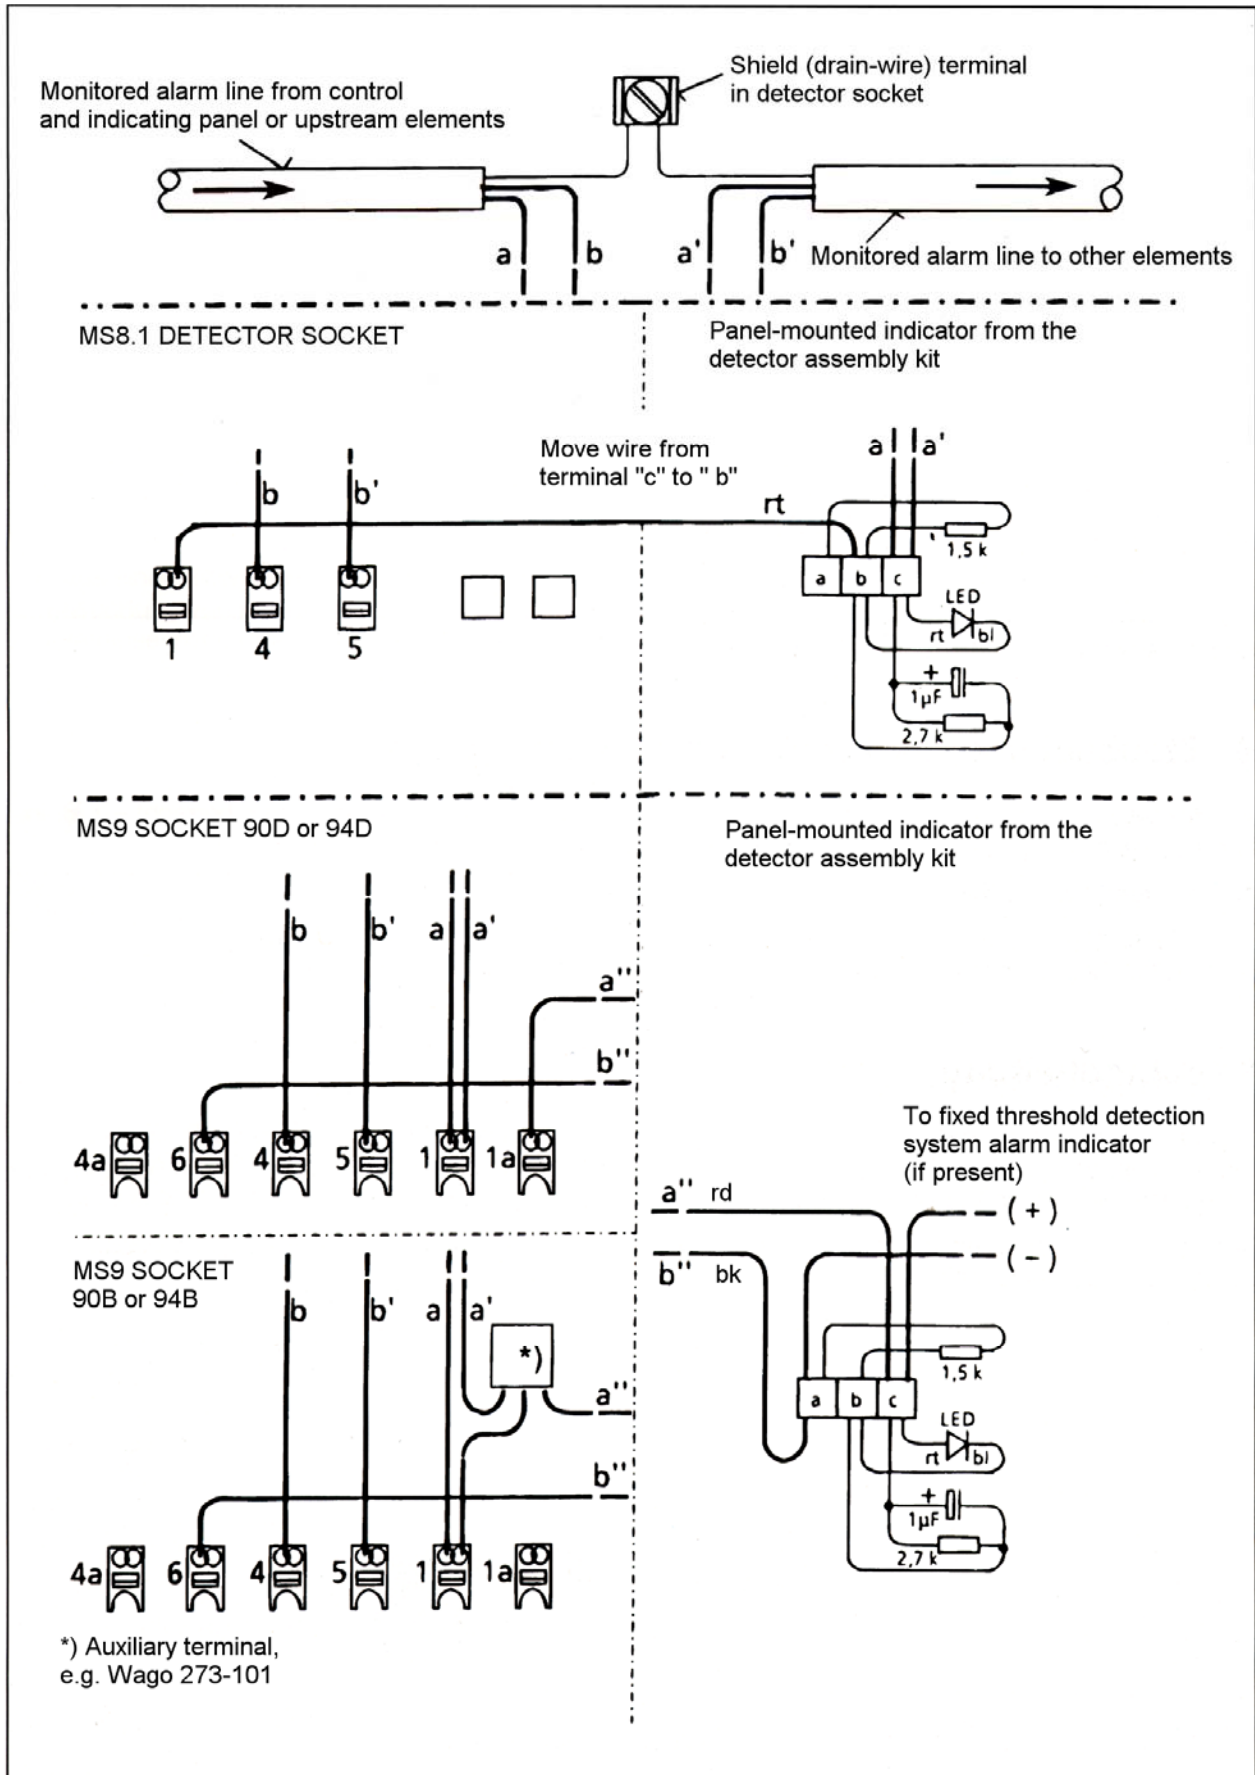 Shield (drain-wire) terminal
in detector socket
Monitored alarm line from control
and indicating panel or upstream elements
a
b
a'
b'
Monitored alarm line to other elements
MS8.1 DETECTOR SOCKET
Panel-mounted indicator from the
detector assembly kit
Move wire from
terminal "c" to " b"
a
a'
b
b'
rt
1,5 k
a
b
c
LED
rt
bl
1
4
5
+
1µF
2,7 k
MS9 SOCKET 90D or 94D
Panel-mounted indicator from the
detector assembly kit
b
b'
a
a'
a''
b''
4a
6
4
5
1
1a
To fixed threshold detection
system alarm indicator
(if present)
a''
rd
(+)
b''
bk
(-)
MS9 SOCKET
90B or 94B
b
b'
a
a'
*)
a''
b''
1,5 k
a
b
c
LED
rt
bl
+
1µF
2,7 k
4a
6
4
5
1
1a
*) Auxiliary terminal,
e.g. Wago 273-101